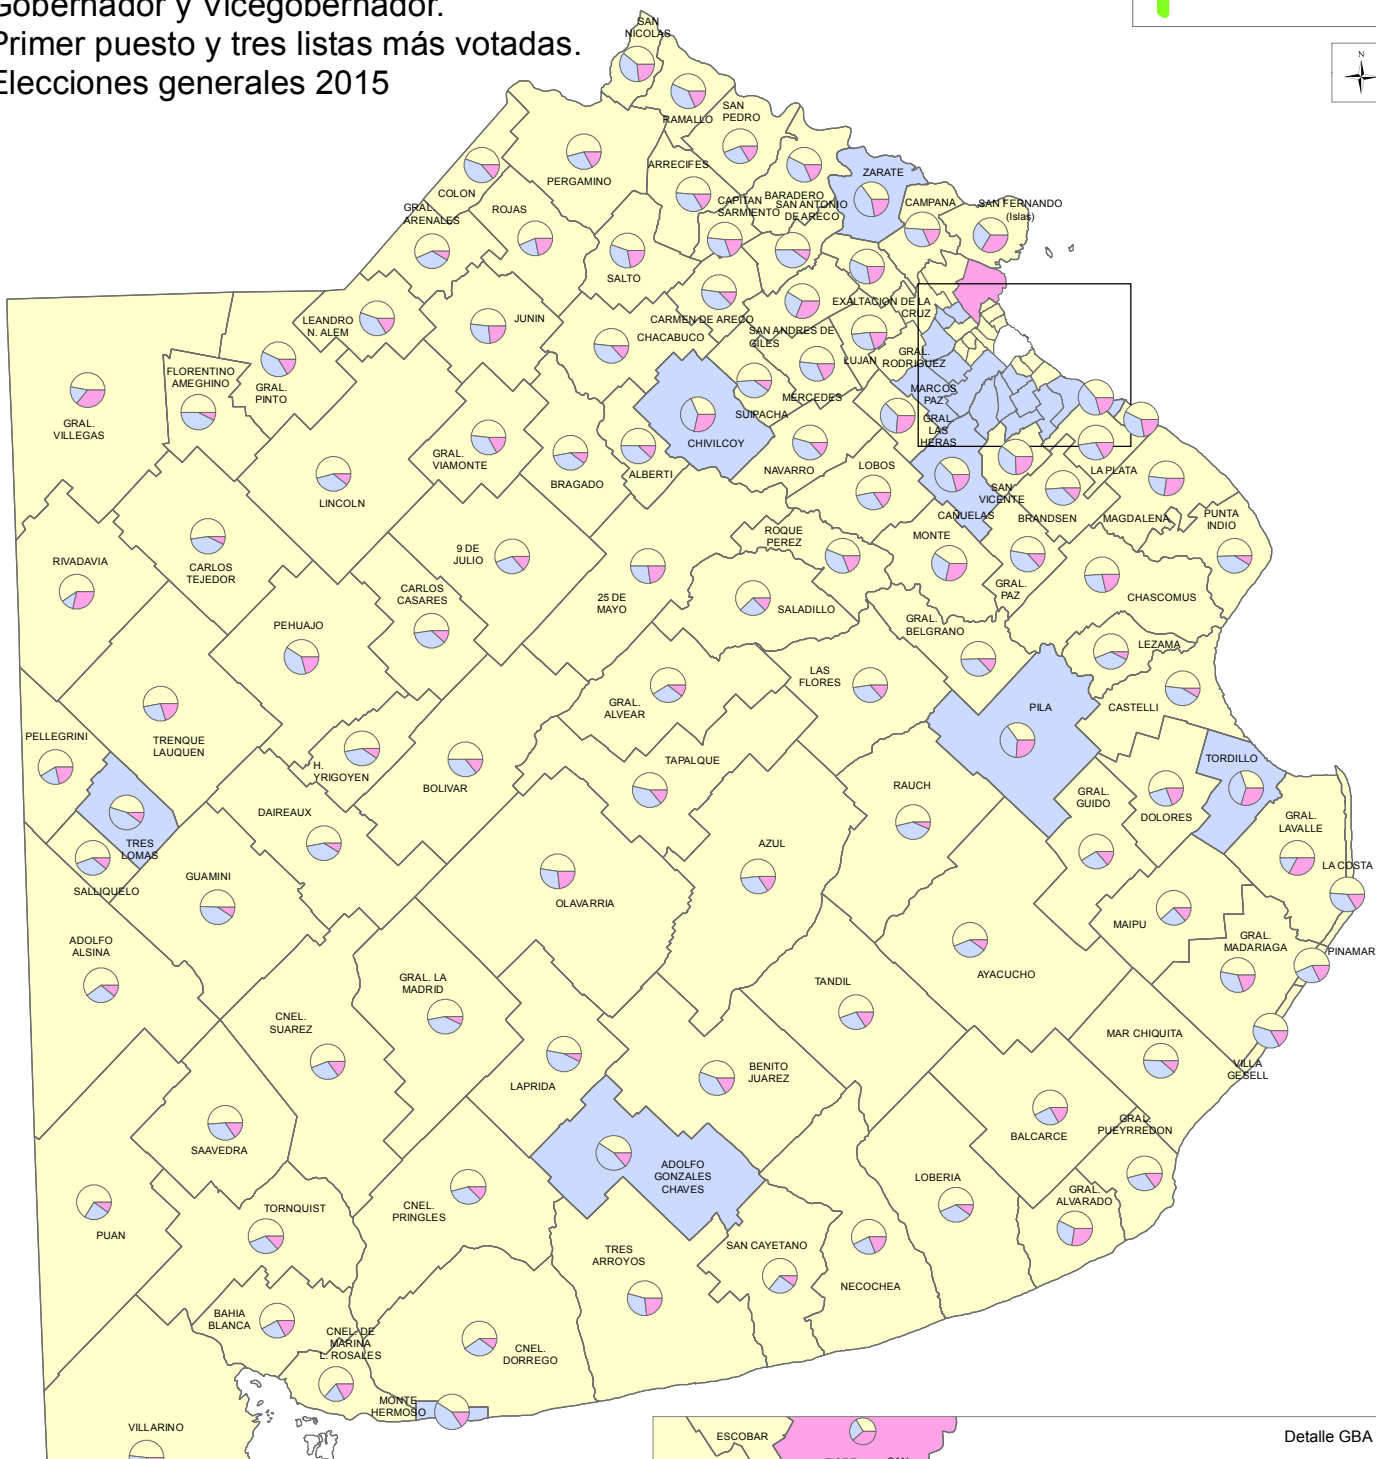 Gobernador y Vicegobernador.
Primer puesto y tres listas más votadas.
Elecciones generales 2015
N
SAN
NICOLAS
RAMALLO
SAN
PEDRO
PERGAMINO
ARRECIFES
COLON
BARADERO
ZARATE
CAPITAN
SARMIENTO
SAN ANTONIO
DE ARECO
CAMPANA
SAN FERNANDO
(Islas)
GRAL.
ARENALES
ROJAS
SALTO
CARMEN DE ARECO
EXALTACION DE LA
CRUZ
LEANDRO
N. ALEM
JUNIN
CHACABUCO
SAN ANDRES DE
GILES
LUJAN
GRAL.
RODRIGUEZ
FLORENTINO
AMEGHINO
GRAL.
PINTO
GRAL.
VILLEGAS
MERCEDES
MARCOS
PAZ
SUIPACHA
GRAL.
LAS
HERAS
CHIVILCOY
GRAL.
VIAMONTE
BRAGADO
ALBERTI
NAVARRO
LOBOS
LA PLATA
LINCOLN
SAN
VICENTE
CAÑUELAS
BRANDSEN
MAGDALENA
PUNTA
INDIO
RIVADAVIA
CARLOS
TEJEDOR
9 DE
JULIO
ROQUE
PEREZ
MONTE
CARLOS
CASARES
25 DE
MAYO
SALADILLO
GRAL.
PAZ
CHASCOMUS
PEHUAJO
GRAL.
BELGRANO
LEZAMA
LAS
FLORES
GRAL.
ALVEAR
PILA
CASTELLI
PELLEGRINI
TRENQUE
LAUQUEN
H.
YRIGOYEN
BOLIVAR
TAPALQUE
TORDILLO
RAUCH
GRAL.
GUIDO
DOLORES
GRAL.
LAVALLE
DAIREAUX
TRES
LOMAS
AZUL
LA COSTA
SALLIQUELO
GUAMINI
OLAVARRIA
MAIPU
GRAL.
MADARIAGA
PINAMAR
ADOLFO
ALSINA
GRAL. LA
MADRID
TANDIL
AYACUCHO
CNEL.
SUAREZ
MAR CHIQUITA
VILLA
GESELL
LAPRIDA
BENITO
JUAREZ
BALCARCE
GRAL.
PUEYRREDON
SAAVEDRA
ADOLFO
GONZALES
CHAVES
LOBERIA
GRAL.
ALVARADO
PUAN
TORNQUIST
CNEL.
PRINGLES
TRES
ARROYOS
SAN CAYETANO
NECOCHEA
BAHIA
BLANCA
CNEL. DE
MARINA
L. ROSALES
CNEL.
DORREGO
MONTE
HERMOSO
VILLARINO
ESCOBAR
Detalle GBA